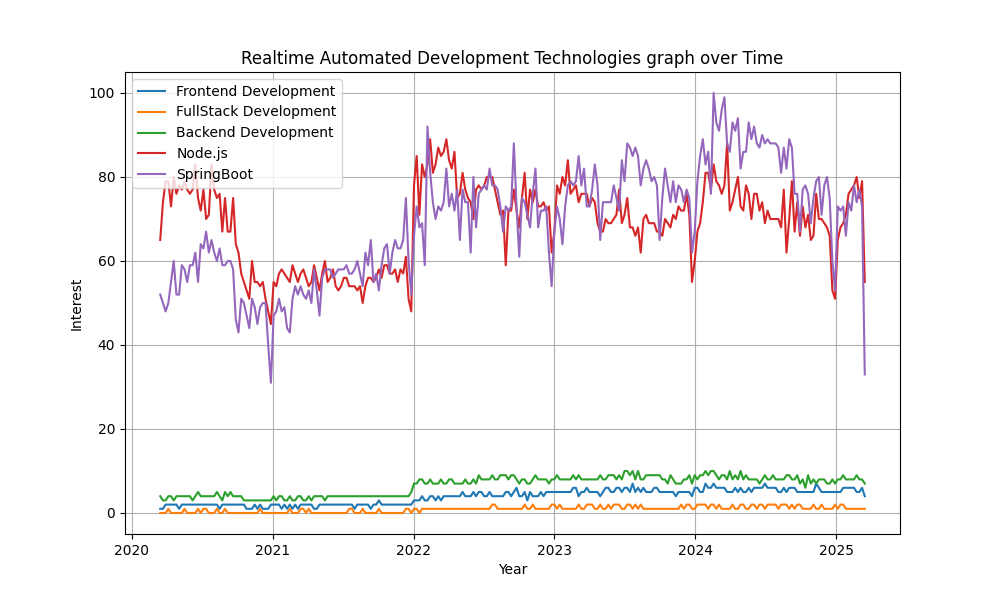 Realtime Automated Development Technologies graph over Time
Frontend Development
FullStack Development
Backend Development
Node.js
SpringBoot
100
80
60
40
20
0
Interest
2020
2021
2022
2023
2024
2025
Year